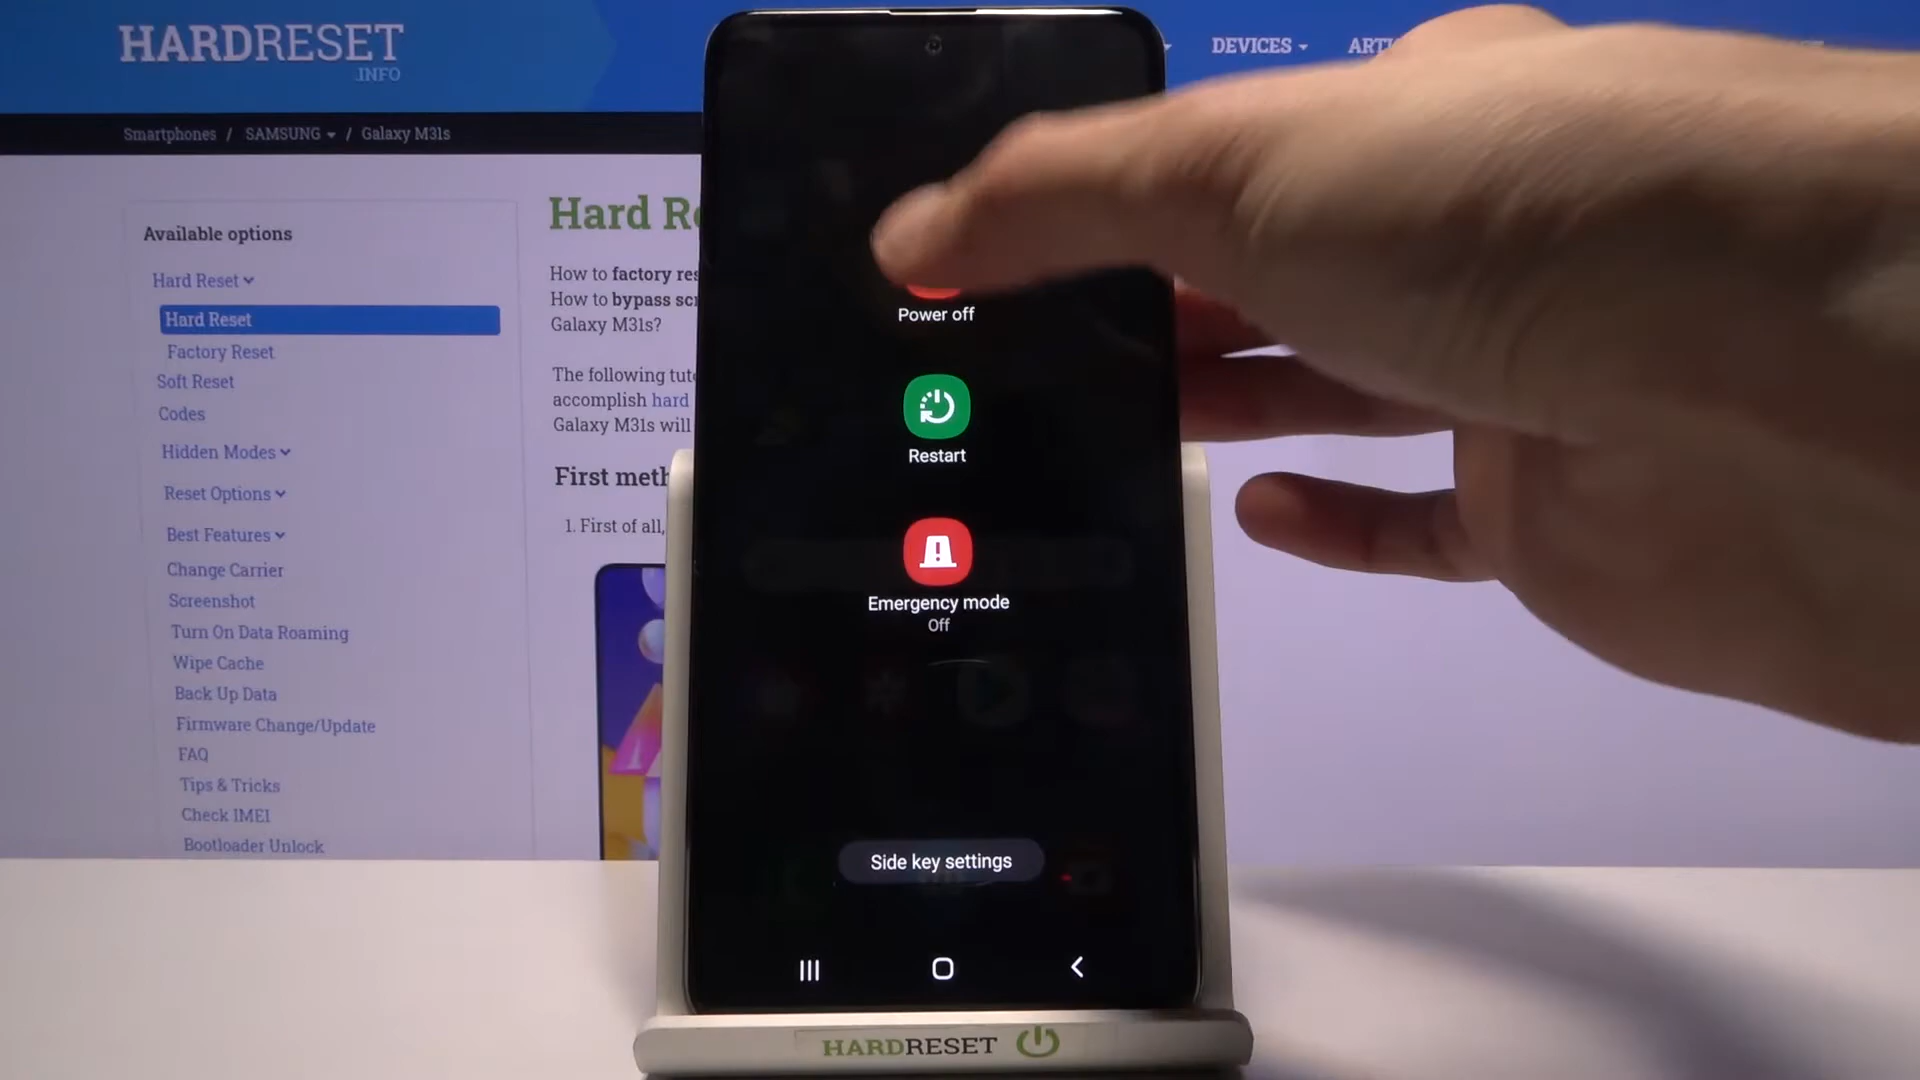 HARDRESET
.INFO
DEVICES
Smartphones / SAMSUNG / Galaxy M31s
Available options
Hard Reset
Hard Reset
Factory Reset
Soft Reset
Codes
Hidden Modes
Reset Options
Best Features
Change Carrier
Screenshot
Turn On Data Roaming
Wipe Cache
Back Up Data
Firmware Change/Update
FAQ
Tips & Tricks
Check IMEI
Bootloader Unlock
Hard
How to factory
How to bypass
Galaxy M31s?
The following
accomplish hard
Galaxy M31s will
First
1. First of all,
Power off
Restart
Emergency mode
Off
Side key settings
HARDRESET